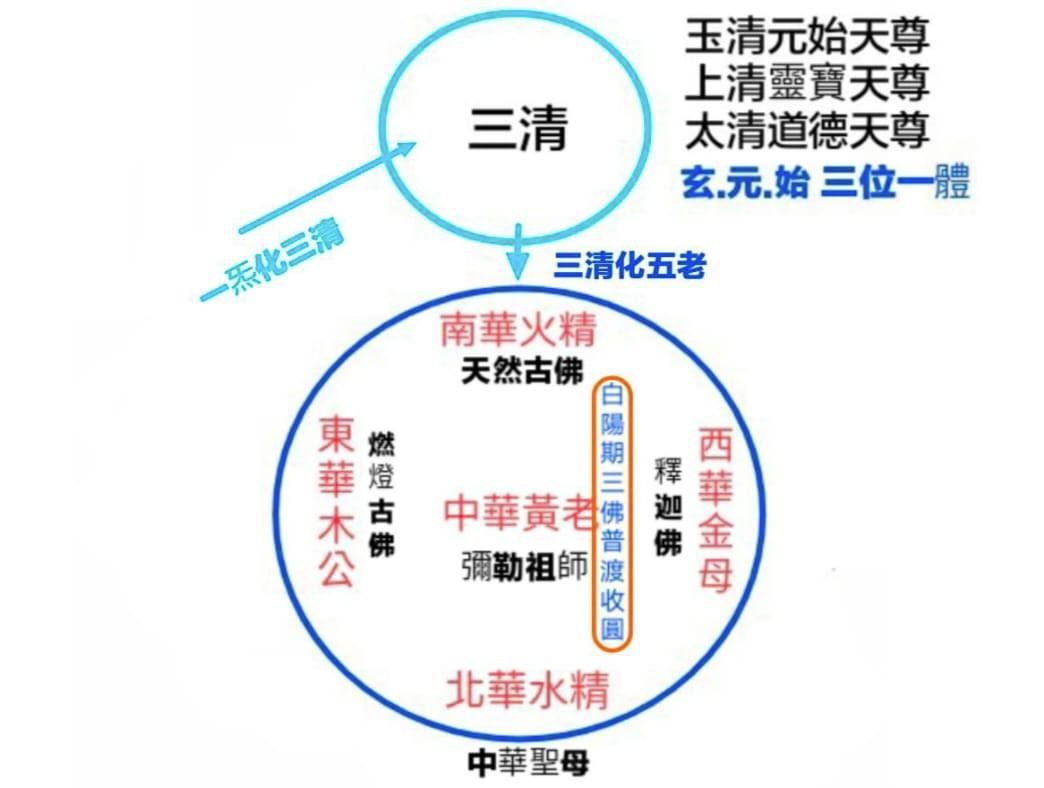 三清
玉清元始天尊
上清靈寶天尊
太清道德天尊
玄.元.始 三位一體
一炁化三清
三清化五老
南華火精
天然古佛
東華木公
燃燈古佛
中華黃老
彌勒祖師
白陽期三佛普渡收圓
釋迦佛
西華金母
北華水精
中華聖母